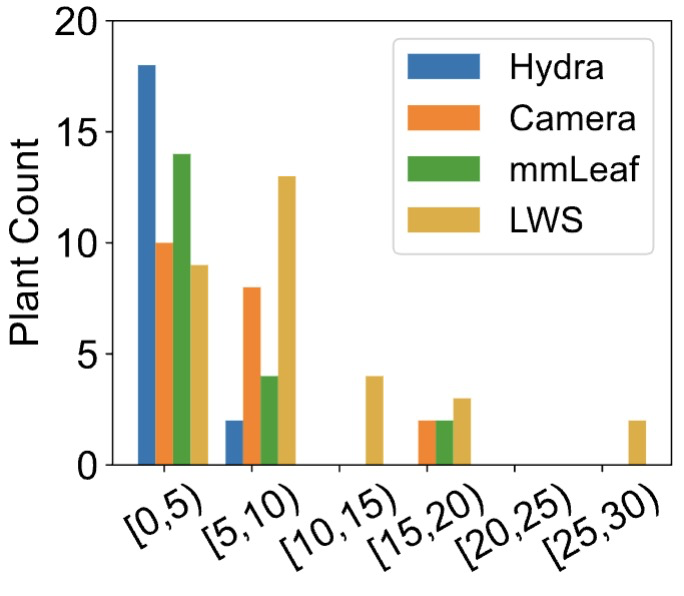 20
15
10
5
0
Plant Count
Hydra
Camera
mmLeaf
LWS
[0,5)
[5,10)
[10,15)
[15,20)
[20,25)
[25,30)